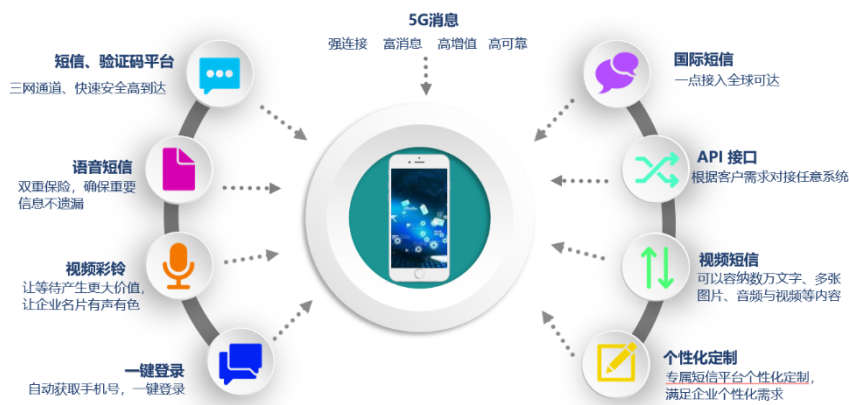 5G消息
强连接 富消息 高增值 高可靠
短信、验证码平台
三网通道、快速安全高到达
语音短信
双重保险，确保重要
信息不遗漏
视频彩铃
让等待产生更大价值，
让企业名片有声有色
一键登录
自动获取手机号，一键登录
国际短信
一点接入全球可达
API 接口
根据客户需求对接任意系统
视频短信
可以容纳数万文字、多张
图片、音频与视频等内容
个性化定制
专属短信平台个性化定制，
满足企业个性化需求